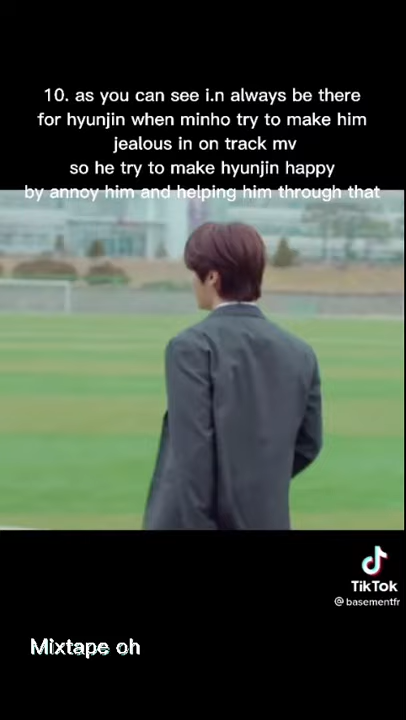 10. as you can see i.n always be there
for hyunjin when minho try to make him
jealous in on track mv
so he try to make hyunjin happy
by annoy him and helping him through that
TikTok
@basementfr
Mixtape oh